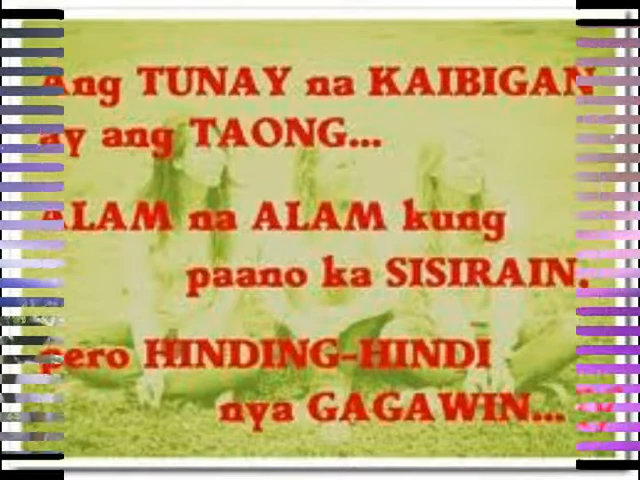 Ang TUNAY na KAIBIGAN
ay ang TAONG...
ALAM na ALAM kung
paano ka SISIRAIN.
pero HINDING-HINDI
nya GAGAWIN...